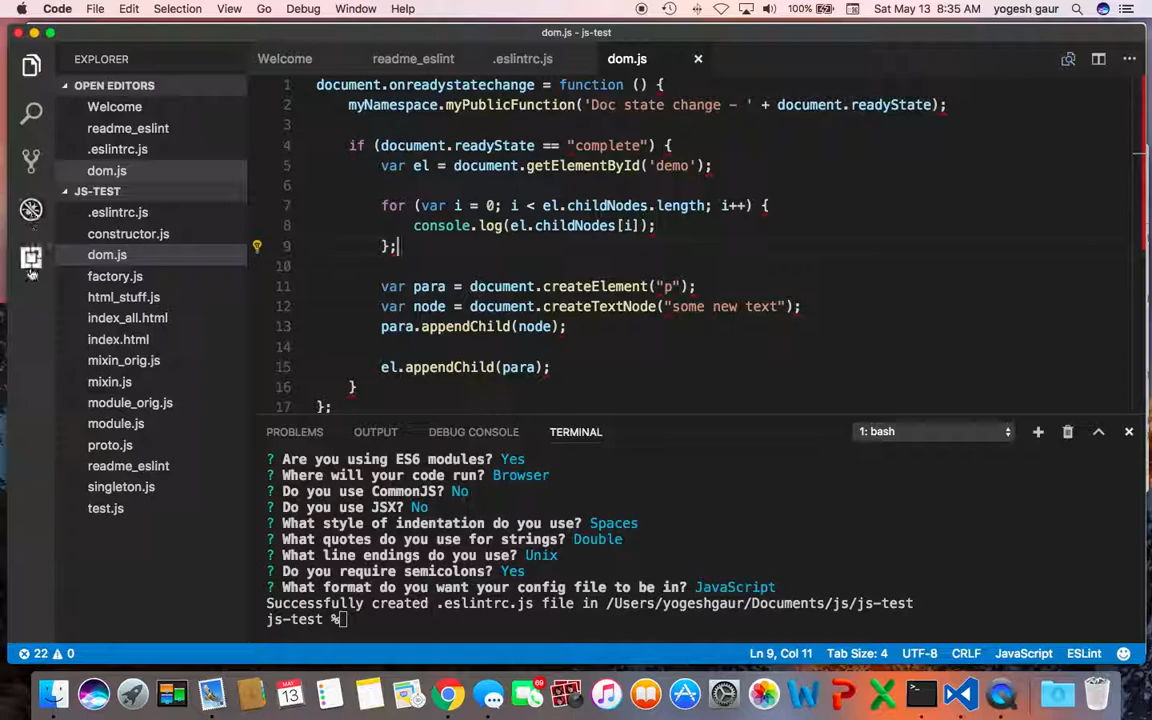 Code File Edit Selection View Go Debug Window Help 100% Sat May 13 8:35 AM yogesh gaur
dom.js - js-test
EXPLORER
OPEN EDITORS
Welcome
readme_eslint
.eslintrc.js
dom.js
JS-TEST
.eslintrc.js
constructor.js
dom.js
factory.js
html_stuff.js
index_all.html
index.html
mixin_orig.js
mixin.js
module_orig.js
module.js
proto.js
readme_eslint
singleton.js
test.js
Welcome readme_eslint .eslintrc.js dom.js
1 document.onreadystatechange = function () {
2 myNamespace.myPublicFunction('Doc state change - ' + document.readyState);
3
4 if (document.readyState == "complete") {
5 var el = document.getElementById('demo');
6
7 for (var i = 0; i < el.childNodes.length; i++) {
8 console.log(el.childNodes[i]);
9 };
10
11 var para = document.createElement("p");
12 var node = document.createTextNode("some new text");
13 para.appendChild(node);
14
15 el.appendChild(para);
16 }
17 };
PROBLEMS OUTPUT DEBUG CONSOLE TERMINAL 1: bash
? Are you using ES6 modules? Yes
? Where will your code run? Browser
? Do you use CommonJS? No
? Do you use JSX? No
? What style of indentation do you use? Spaces
? What quotes do you use for strings? Double
? What line endings do you use? Unix
? Do you require semicolons? Yes
? What format do you want your config file to be in? JavaScript
Successfully created .eslintrc.js file in /Users/yogeshgaur/Documents/js/js-test
js-test %
22 0 Ln 9, Col 11 Tab Size: 4 UTF-8 CRLF JavaScript ESLint
MAY 13 69